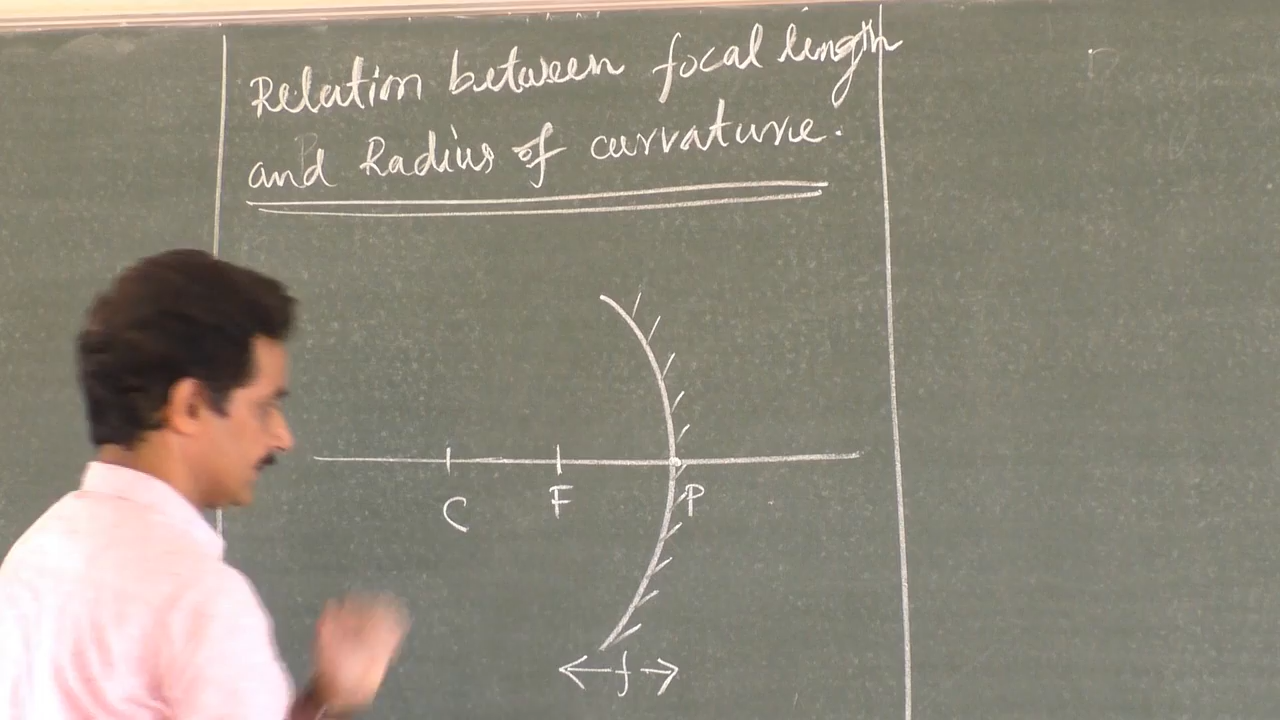 Relation between focal length
and Radius of curvature.
C F P
f